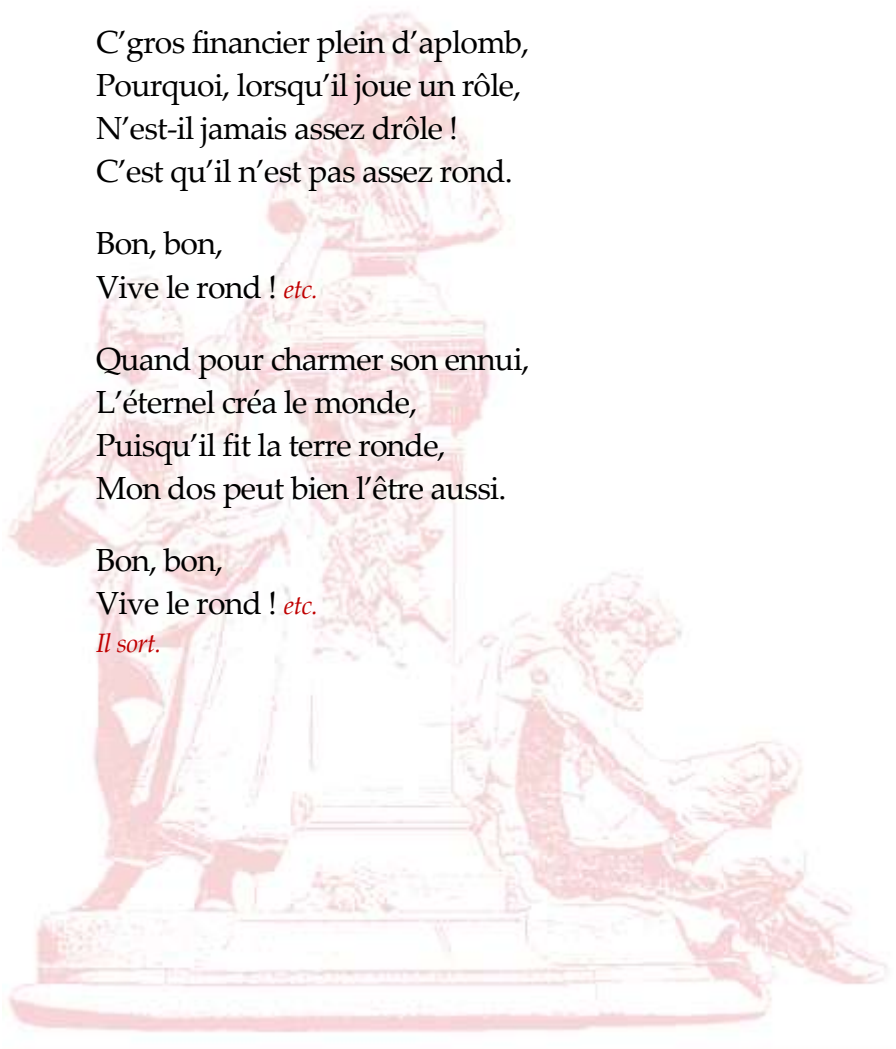 C’gros financier plein d’aplomb,
Pourquoi, lorsqu’il joue un rôle,
N’est-il jamais assez drôle !
C’est qu’il n’est pas assez rond.
Bon, bon,
Vive le rond ! etc.
Quand pour charmer son ennui,
L’éternel créa le monde,
Puisqu’il fit la terre ronde,
Mon dos peut bien l’être aussi.
Bon, bon,
Vive le rond ! etc.
Il sort.